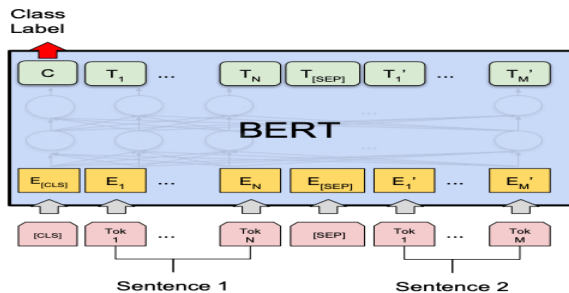 Class
Label
C T1 ... TN T[SEP] T1' ... TM'
...
BERT
...
E[CLS] E1 ... EN E[SEP] E1' ... EM'
[CLS] Tok 1 ... Tok N [SEP] Tok 1 ... Tok M
Sentence 1 Sentence 2